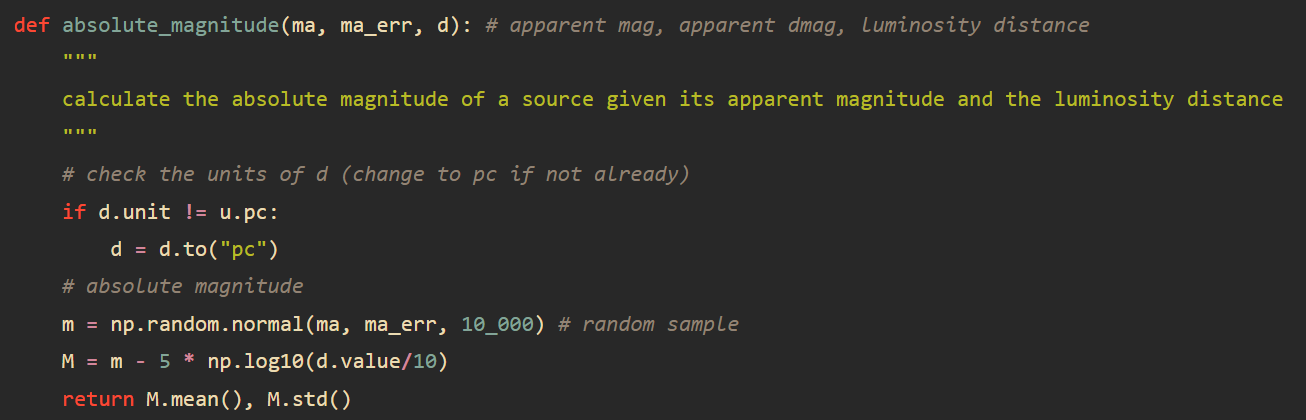 def absolute_magnitude(ma, ma_err, d): # apparent mag, apparent dmag, luminosity distance
    """
    calculate the absolute magnitude of a source given its apparent magnitude and the luminosity distance
    """
    # check the units of d (change to pc if not already)
    if d.unit != u.pc:
        d = d.to("pc")
    # absolute magnitude
    m = np.random.normal(ma, ma_err, 10_000) # random sample
    M = m - 5 * np.log10(d.value/10)
    return M.mean(), M.std()